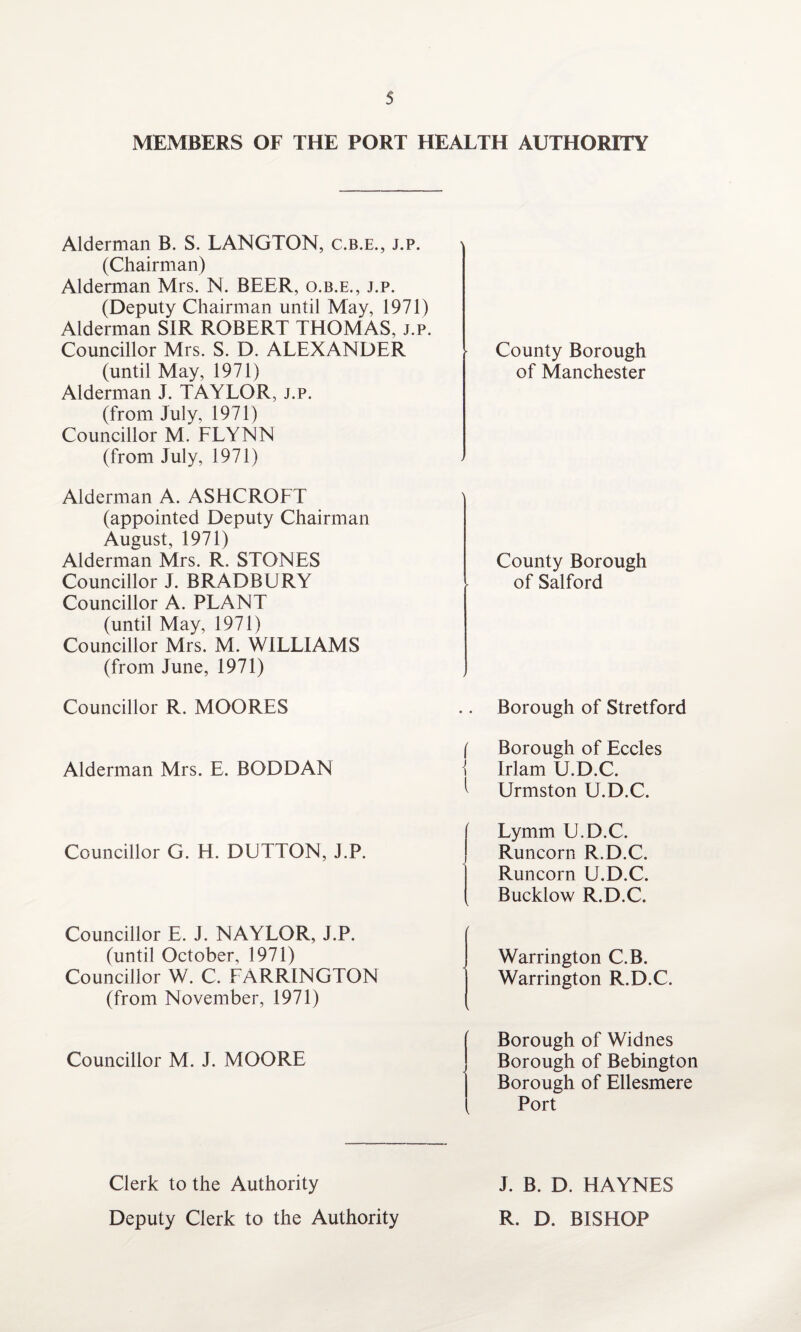 5
MEMBERS OF THE PORT HEALTH AUTHORITY
Alderman B. S. LANGTON, C.B.E., J.P.
(Chairman)
Alderman Mrs. N. BEER, O.B.E., J.P.
(Deputy Chairman until May, 1971)
Alderman SIR ROBERT THOMAS, J.P.
Councillor Mrs. S. D. ALEXANDER
(until May, 1971)
Alderman J. TAYLOR, J.P.
(from July, 1971)
Councillor M. FLYNN
(from July, 1971)
County Borough
of Manchester
Alderman A. ASHCROFT
(appointed Deputy Chairman
August, 1971)
Alderman Mrs. R. STONES
Councillor J. BRADBURY
Councillor A. PLANT
(until May, 1971)
Councillor Mrs. M. WILLIAMS
(from June, 1971)
County Borough
of Salford
Councillor R. MOORES .. Borough of Stretford
Alderman Mrs. E. BODDAN
Borough of Eccles
Irlam U.D.C.
Urmston U.D.C.
Councillor G. H. DUTTON, J.P.
Lymm U.D.C.
Runcorn R.D.C.
Runcorn U.D.C.
Bucklow R.D.C.
Councillor E. J. NAYLOR, J.P.
(until October, 1971)
Councillor W. C. FARRINGTON
(from November, 1971)
Warrington C.B.
Warrington R.D.C.
Councillor M. J. MOORE
Borough of Widnes
Borough of Bebington
Borough of Ellesmere
Port
Clerk to the Authority J. B. D. HAYNES
Deputy Clerk to the Authority R. D. BISHOP